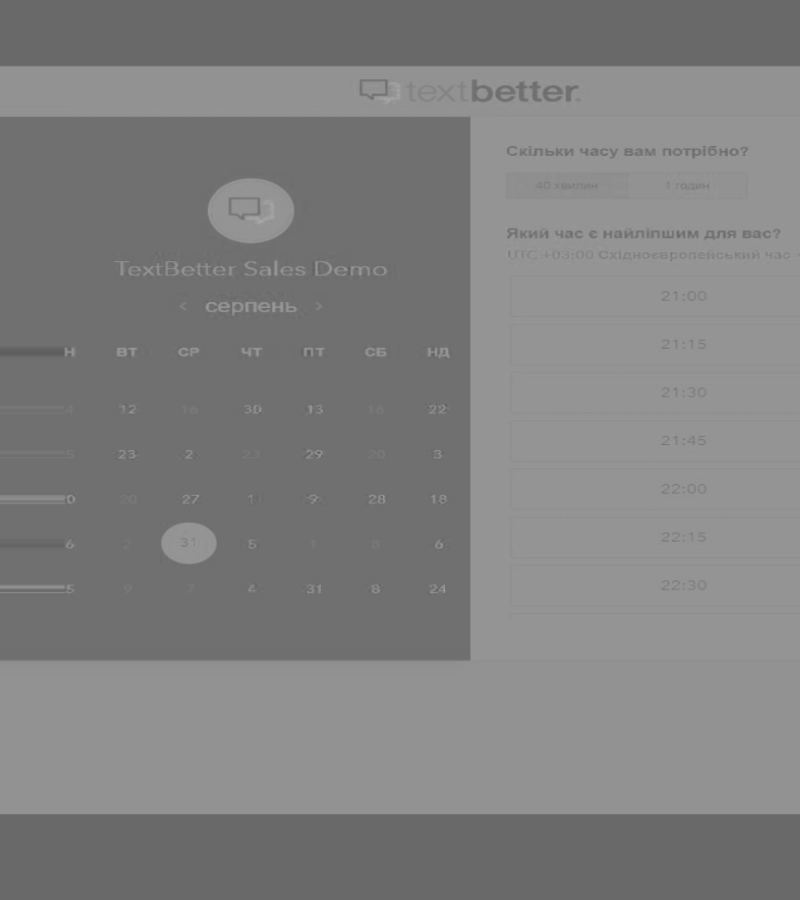 textbetter.
TextBetter Sales Demo
‹ серпень ›
Н ВТ СР ЧТ ПТ СБ НД
4 12 16 30 13 16 22
5 23 2 23 29 20 3
0 20 27 1 9 28 18
6 2 31 5 1 8 6
5 9 7 4 31 8 24
Скільки часу вам потрібно?
40 хвилин 1 годин
Який час є найліпшим для вас?
UTC +03:00 Східноєвропейський час
21:00
21:15
21:30
21:45
22:00
22:15
22:30